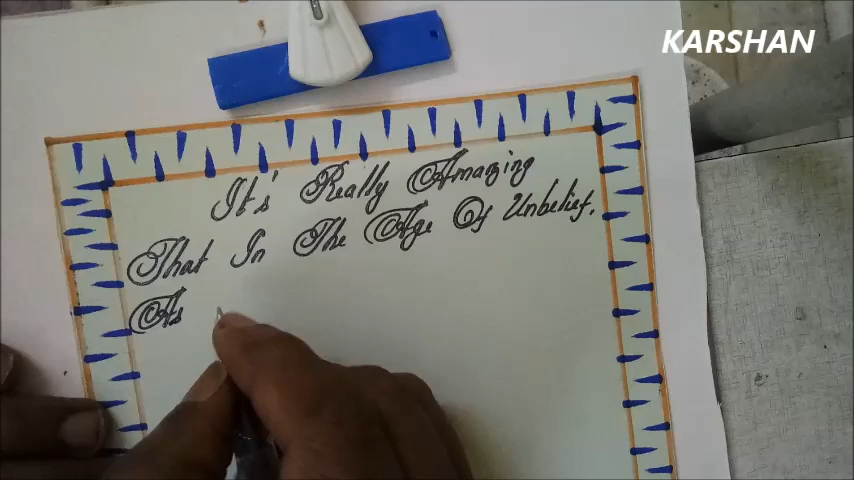 KARSHAN
It's Really Amazing
That In The Age Of Unbelief.
As